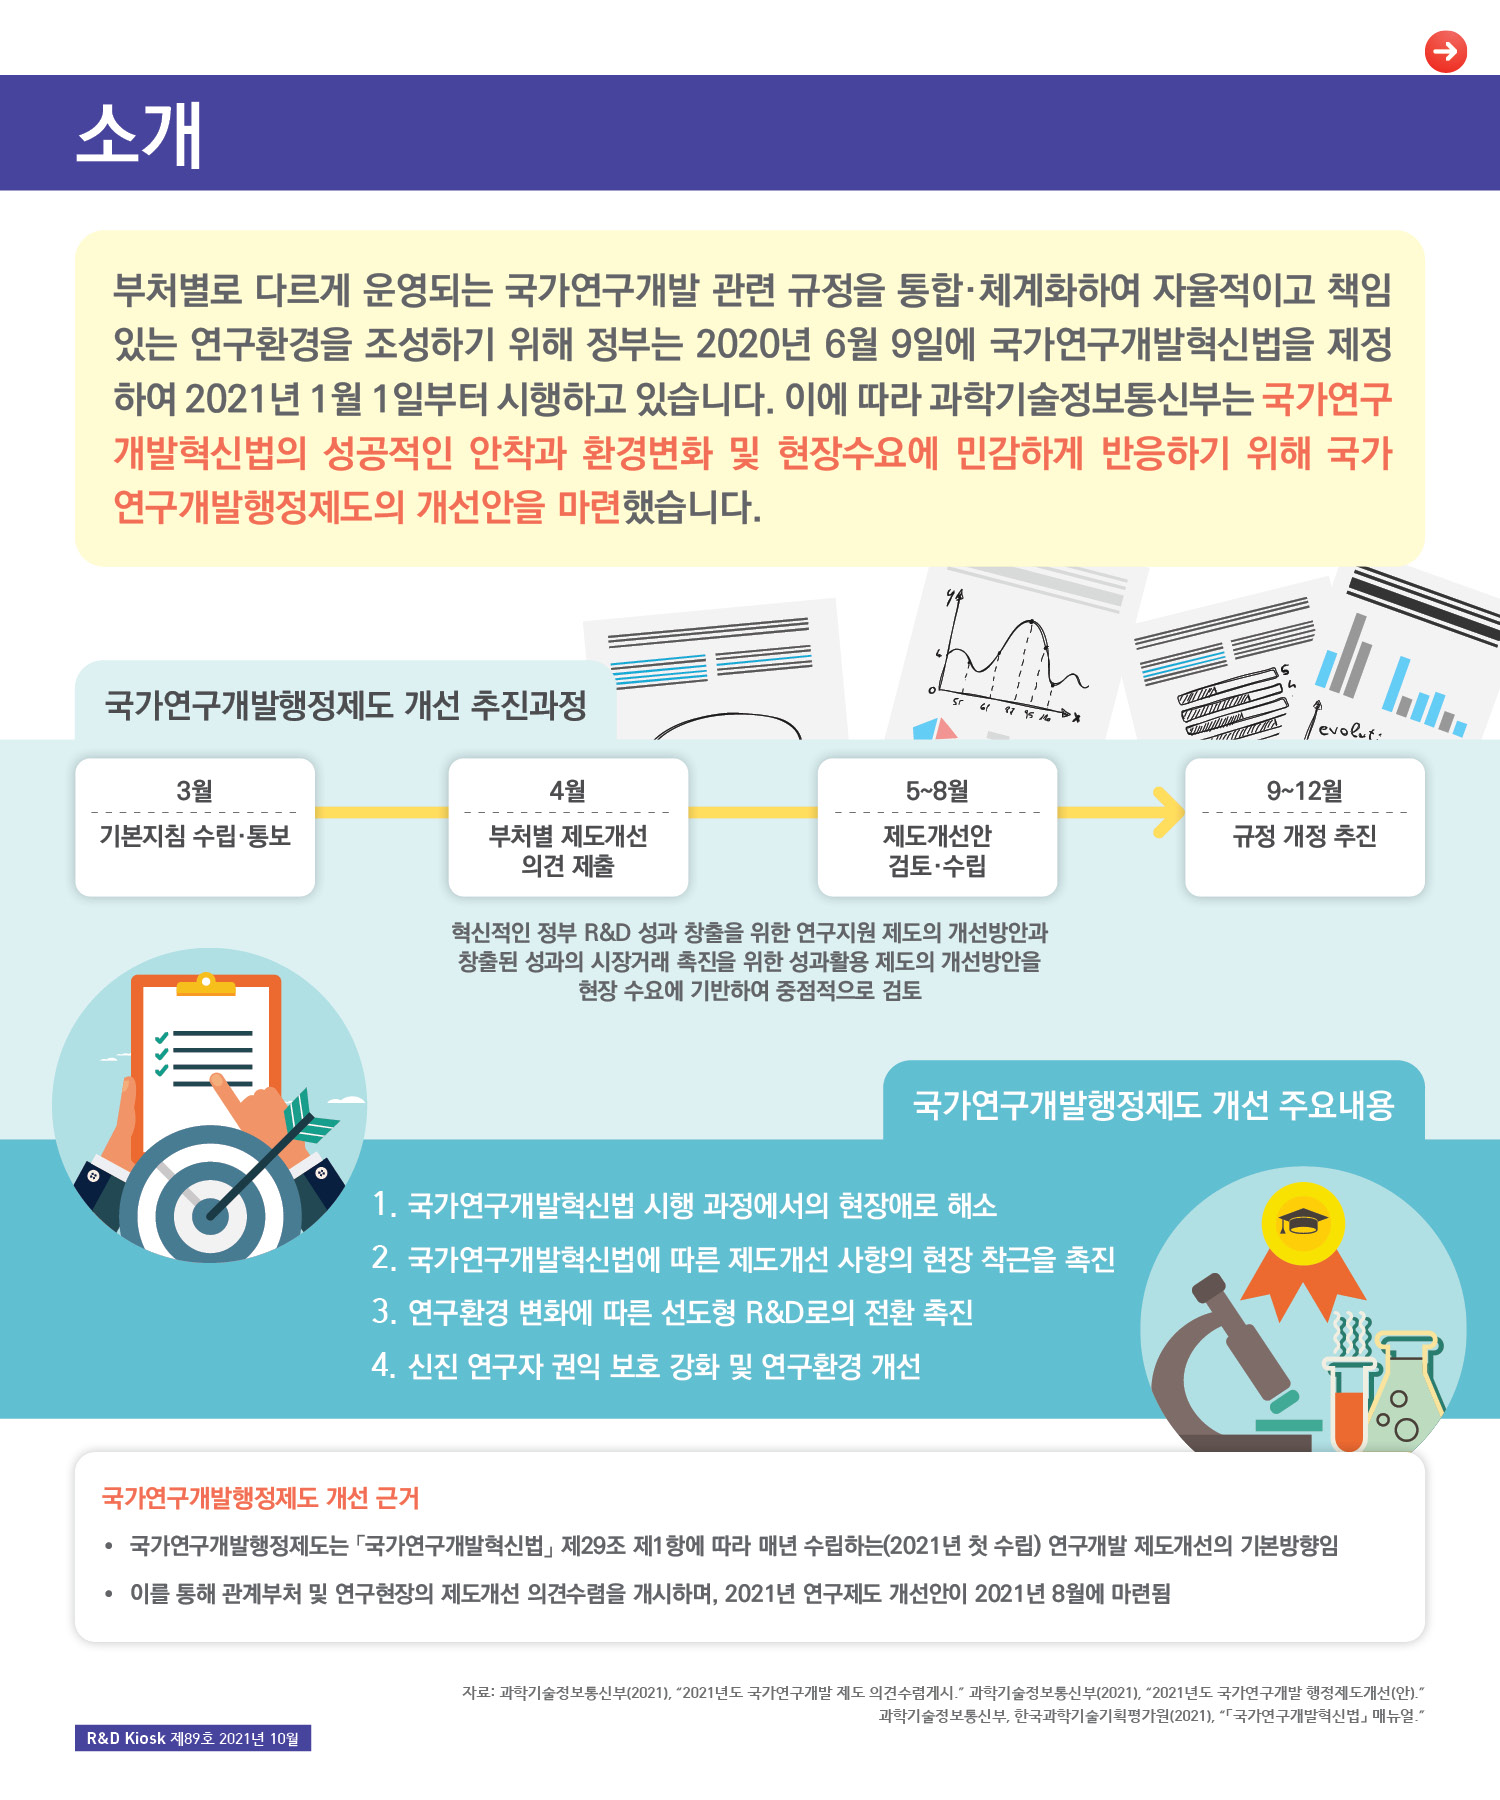 소개
부처별로 다르게 운영되는 국가연구개발 관련 규정을 통합·체계화하여 자율적이고 책임
있는 연구환경을 조성하기 위해 정부는 2020년 6월 9일에 국가연구개발혁신법을 제정
하여 2021년 1월 1일부터 시행하고 있습니다. 이에 따라 과학기술정보통신부는 국가연구
개발혁신법의 성공적인 안착과 환경변화 및 현장수요에 민감하게 반응하기 위해 국가
연구개발행정제도의 개선안을 마련했습니다.
국가연구개발행정제도 개선 추진과정
3월
기본지침 수립·통보
4월
부처별 제도개선
의견 제출
5~8월
제도개선안
검토·수립
9~12월
규정 개정 추진
혁신적인 정부 R&D 성과 창출을 위한 연구지원 제도의 개선방안과
창출된 성과의 시장거래 촉진을 위한 성과활용 제도의 개선방안을
현장 수요에 기반하여 중점적으로 검토
국가연구개발행정제도 개선 주요내용
1. 국가연구개발혁신법 시행 과정에서의 현장애로 해소
2. 국가연구개발혁신법에 따른 제도개선 사항의 현장 착근을 촉진
3. 연구환경 변화에 따른 선도형 R&D로의 전환 촉진
4. 신진 연구자 권익 보호 강화 및 연구환경 개선
국가연구개발행정제도 개선 근거
• 국가연구개발행정제도는 「국가연구개발혁신법」 제29조 제1항에 따라 매년 수립하는(2021년 첫 수립) 연구개발 제도개선의 기본방향임
• 이를 통해 관계부처 및 연구현장의 제도개선 의견수렴을 개시하며, 2021년 연구제도 개선안이 2021년 8월에 마련됨
자료: 과학기술정보통신부(2021), “2021년도 국가연구개발 제도 의견수렴게시.” 과학기술정보통신부(2021), “2021년도 국가연구개발 행정제도개선(안).”
과학기술정보통신부, 한국과학기술기획평가원(2021), “「국가연구개발혁신법」 매뉴얼.”
R&D Kiosk 제89호 2021년 10월